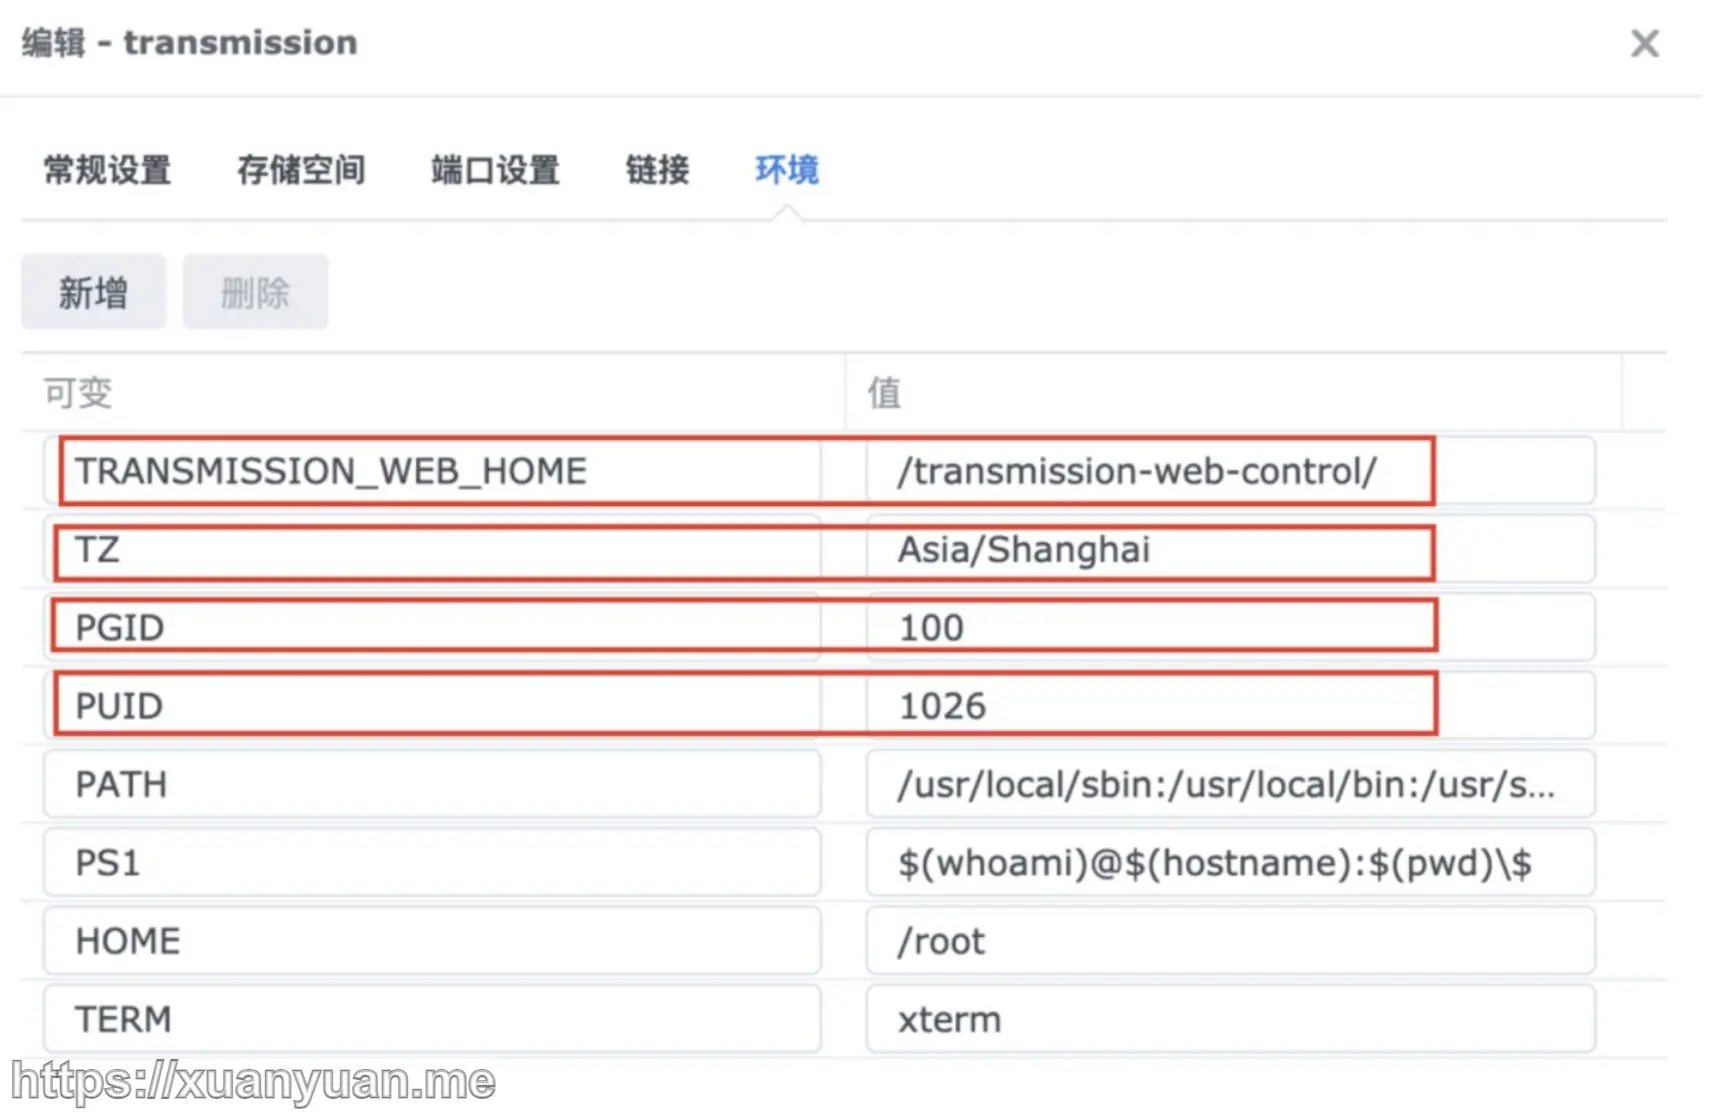 编辑 - transmission
常规设置 存储空间 端口设置 链接 环境
新增 删除
可变 值
TRANSMISSION_WEB_HOME /transmission-web-control/
TZ Asia/Shanghai
PGID 100
PUID 1026
PATH /usr/local/sbin:/usr/local/bin:/usr/s...
PS1 $(whoami)@$(hostname):$(pwd)\$
HOME /root
TERM xterm
https://xuanyuan.me